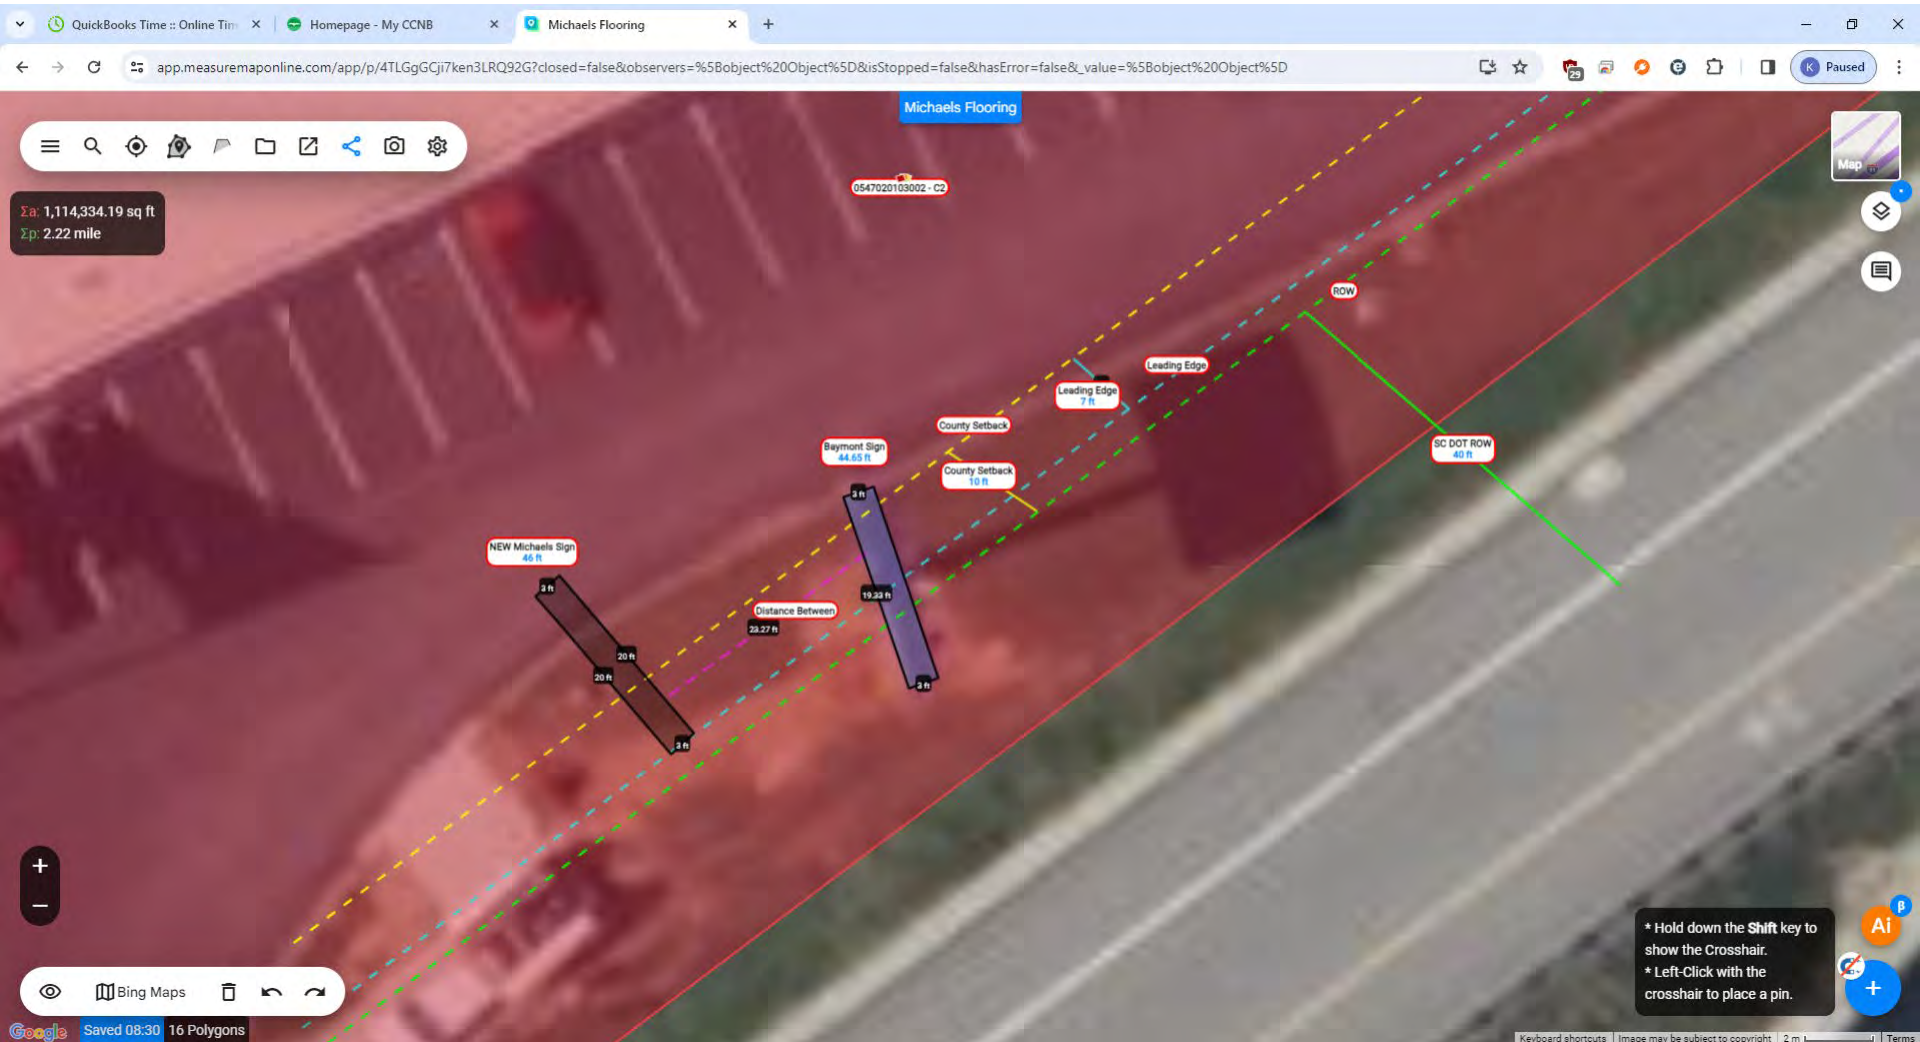 QuickBooks Time :: Online Tim
Homepage - My CCNB
Michaels Flooring
app.measuremaponline.com/app/p/4TLGgGCji7ken3LRQ92G?closed=false&observers=%5Bobject%20Object%5D&isStopped=false&hasError=false&_value=%5Bobject%20Object%5D
29
K
Paused
Michaels Flooring
Map
Σa: 1,114,334.19 sq ft
Σp: 2.22 mile
0547020103002 - C2
ROW
Leading Edge
Leading Edge
7 ft
County Setback
Baymont Sign
44.65 ft
County Setback
10 ft
SC DOT ROW
40 ft
3 ft
NEW Michaels Sign
46 ft
3 ft
19.33 ft
Distance Between
23.27 ft
20 ft
20 ft
3 ft
3 ft
+
−
β
Ai
* Hold down the Shift key to
show the Crosshair.
* Left-Click with the
crosshair to place a pin.
+
Bing Maps
Google
Saved 08:30
16 Polygons
Keyboard shortcuts
Image may be subject to copyright
2 m
Terms